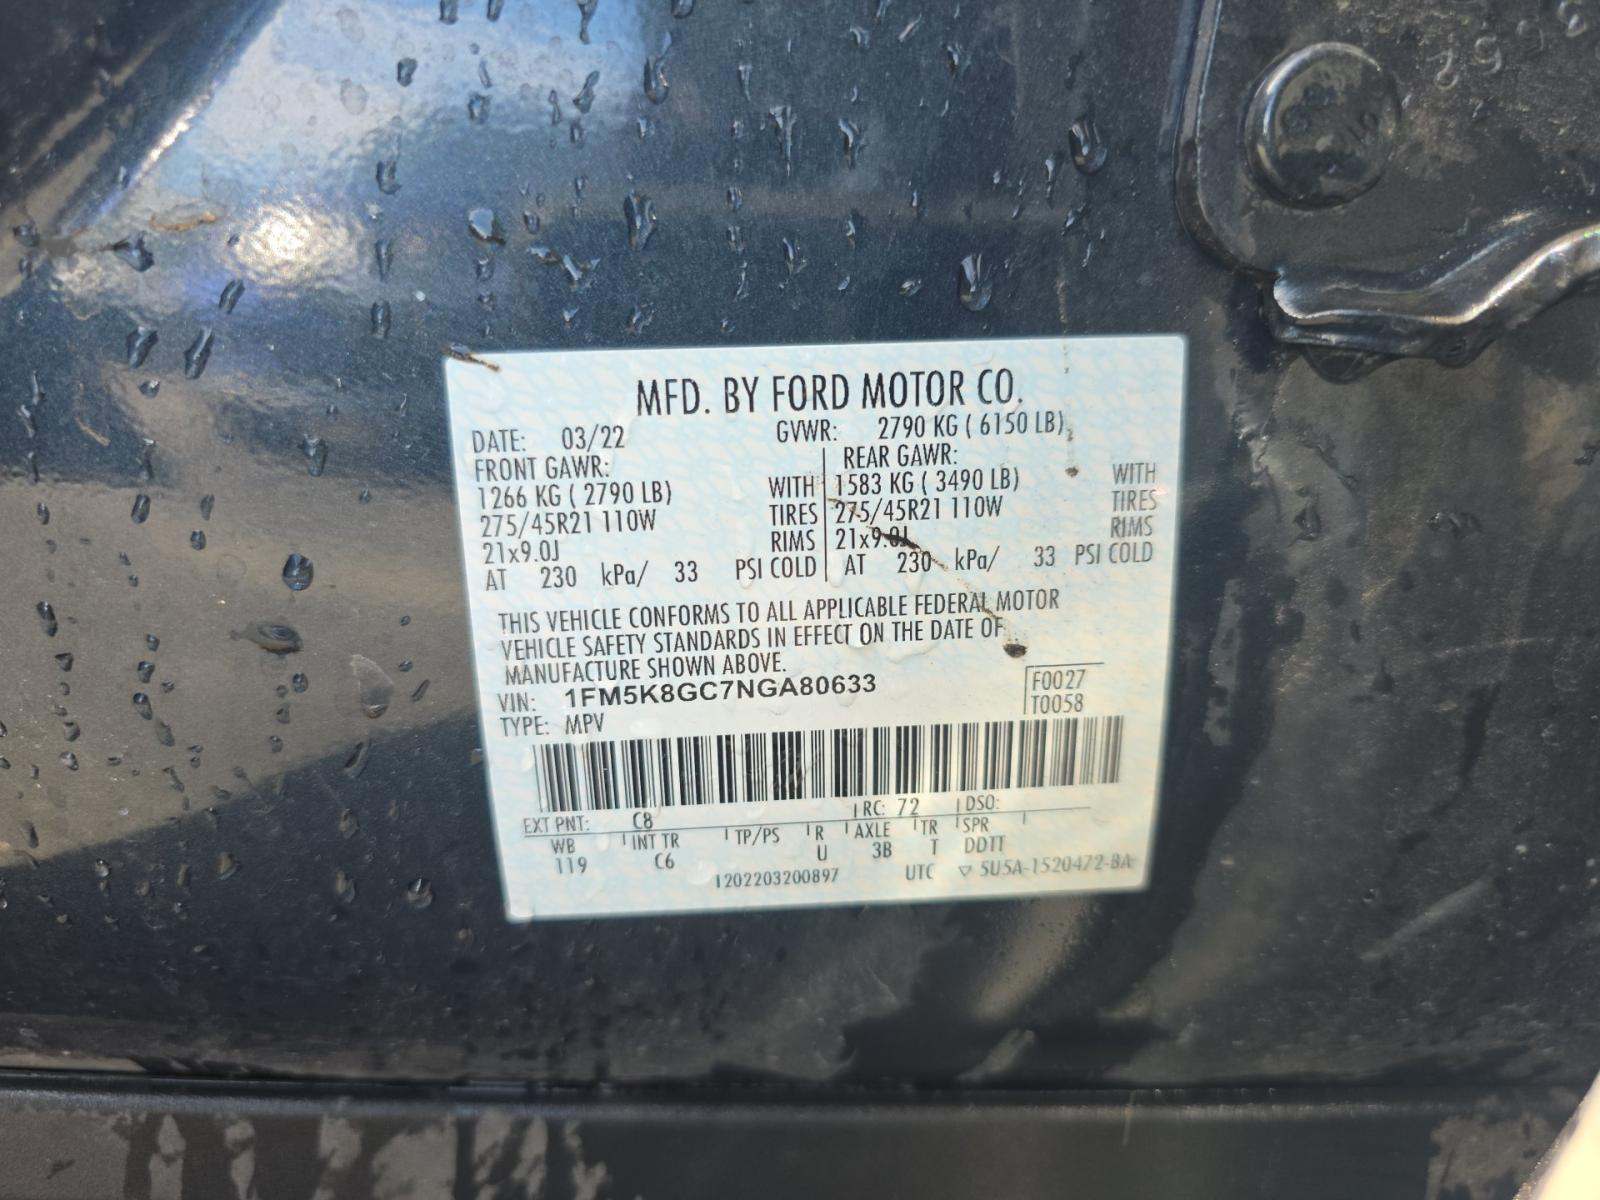 MFD. BY FORD MOTOR CO.
DATE: 03/22 GVWR: 2790 KG ( 6150 LB)
FRONT GAWR: REAR GAWR:
1266 KG ( 2790 LB) WITH 1583 KG ( 3490 LB) WITH
275/45R21 110W TIRES 275/45R21 110W TIRES
21x9.0J RIMS 21x9.0J RIMS
AT 230 kPa/ 33 PSI COLD AT 230 kPa/ 33 PSI COLD
THIS VEHICLE CONFORMS TO ALL APPLICABLE FEDERAL MOTOR
VEHICLE SAFETY STANDARDS IN EFFECT ON THE DATE OF
MANUFACTURE SHOWN ABOVE.
VIN: 1FM5K8GC7NGA80633 F0027
TYPE: MPV T0058
EXT PNT: C8 RC: 72 DSO:
WB INT TR TP/PS R AXLE TR SPR
119 C6 U 3B T DDTT
1202203200897 UTC ▽ 5U5A-1520472-BA